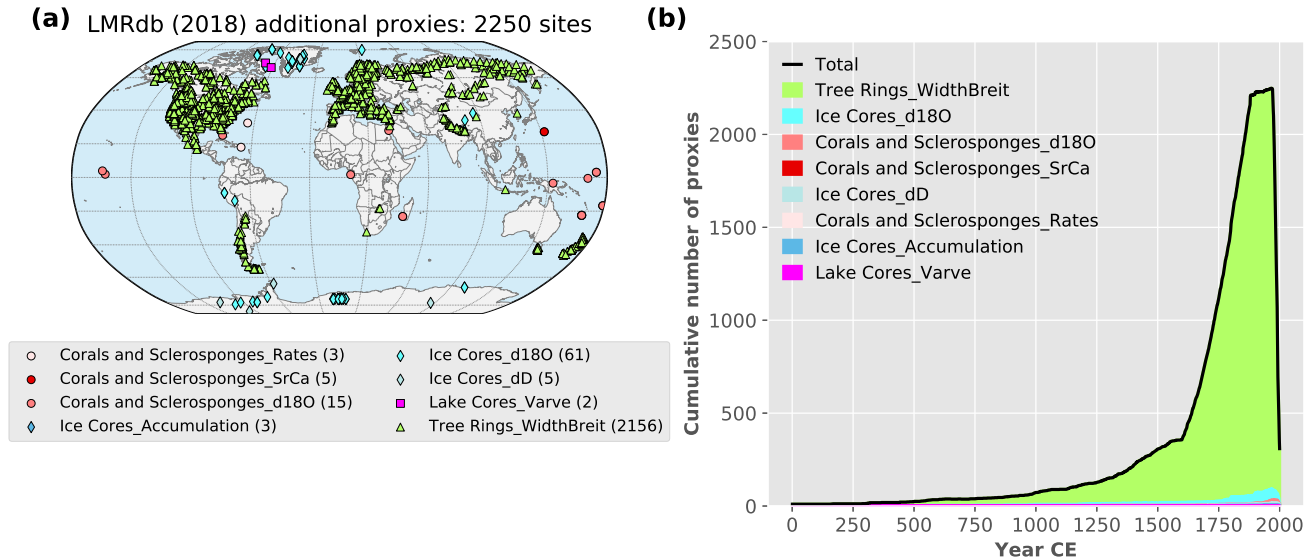 (a)
LMRdb (2018) additional proxies: 2250 sites
Corals and Sclerosponges_Rates (3)
Corals and Sclerosponges_SrCa (5)
Corals and Sclerosponges_d18O (15)
Ice Cores_Accumulation (3)
Ice Cores_d18O (61)
Ice Cores_dD (5)
Lake Cores_Varve (2)
Tree Rings_WidthBreit (2156)
(b)
Cumulative number of proxies
2500
2000
1500
1000
500
0
Total
Tree Rings_WidthBreit
Ice Cores_d18O
Corals and Sclerosponges_d18O
Corals and Sclerosponges_SrCa
Ice Cores_dD
Corals and Sclerosponges_Rates
Ice Cores_Accumulation
Lake Cores_Varve
0 250 500 750 1000 1250 1500 1750 2000
Year CE